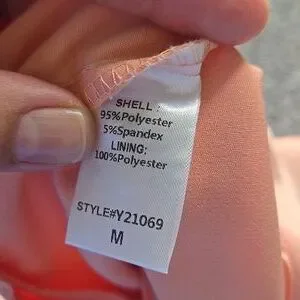 SHELL :
95%Polyester
5%Spandex
LINING:
100%Polyester
STYLE#Y21069
M